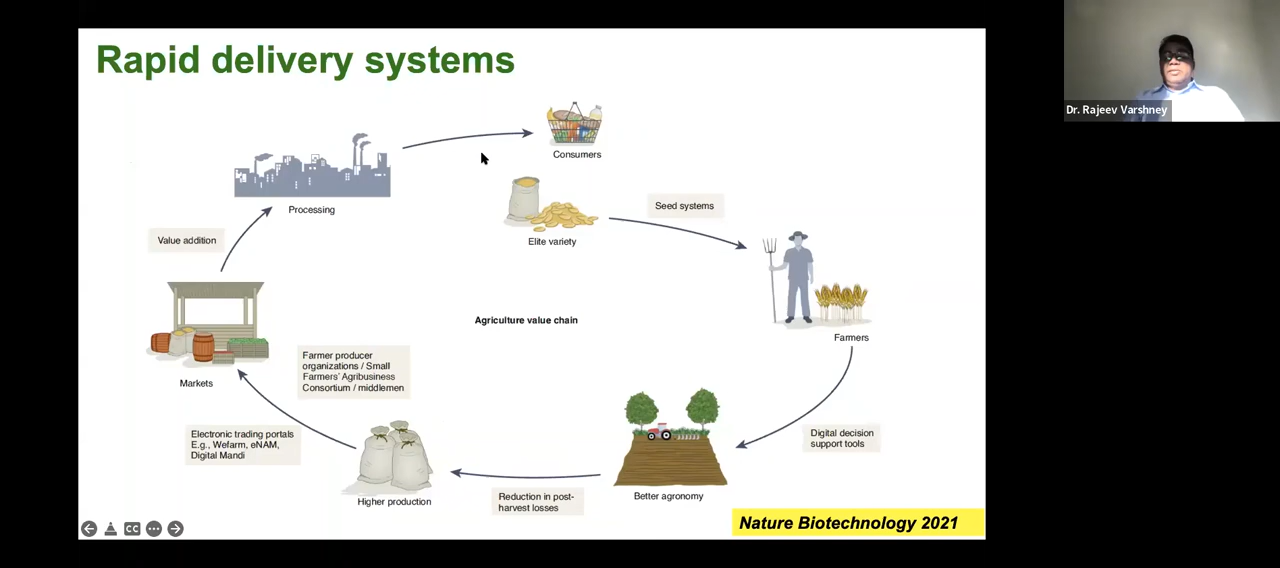 Rapid delivery systems
Dr. Rajeev Varshney
Consumers
Processing
Elite variety
Seed systems
Value addition
Agriculture value chain
Farmers
Markets
Farmer producer
organizations / Small
Farmers' Agribusiness
Consortium / middlemen
Electronic trading portals
E.g., Wefarm, eNAM,
Digital Mandi
Digital decision
support tools
Higher production
Reduction in post-
harvest losses
Better agronomy
Nature Biotechnology 2021
CC